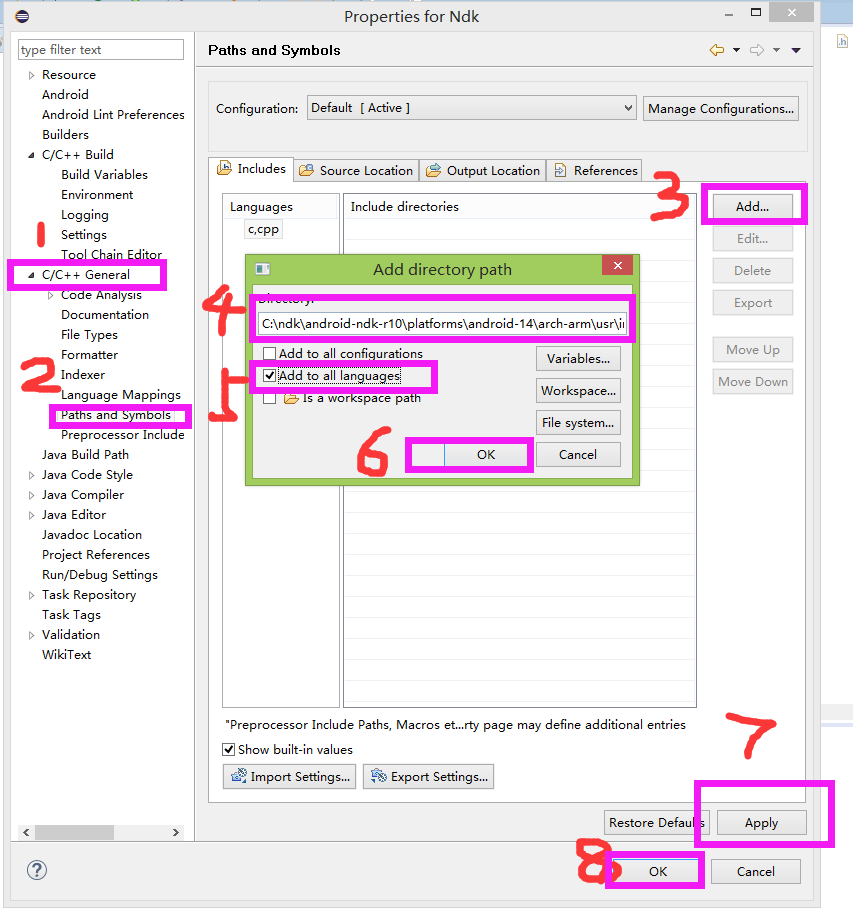 Properties for Ndk
type filter text
Paths and Symbols
Resource
Android
Android Lint Preferences
Builders
C/C++ Build
Build Variables
Environment
Logging
Settings
Tool Chain Editor
1
C/C++ General
Code Analysis
Documentation
File Types
Formatter
Indexer
2
Language Mappings
Paths and Symbols
Preprocessor Include
Java Build Path
Java Code Style
Java Compiler
Java Editor
Javadoc Location
Project References
Run/Debug Settings
Task Repository
Task Tags
Validation
WikiText
Configuration: Default [ Active ] Manage Configurations...
Includes Source Location Output Location References
Languages Include directories
c,cpp
3 Add...
Edit...
Delete
Export
Move Up
Move Down
Add directory path
Directory:
4 C:\ndk\android-ndk-r10\platforms\android-14\arch-arm\usr\i
Add to all configurations Variables...
5 Add to all languages Workspace...
Is a workspace path File system...
6 OK Cancel
"Preprocessor Include Paths, Macros et...rty page may define additional entries
Show built-in values
Import Settings... Export Settings...
7
Restore Defaults Apply
8 OK Cancel